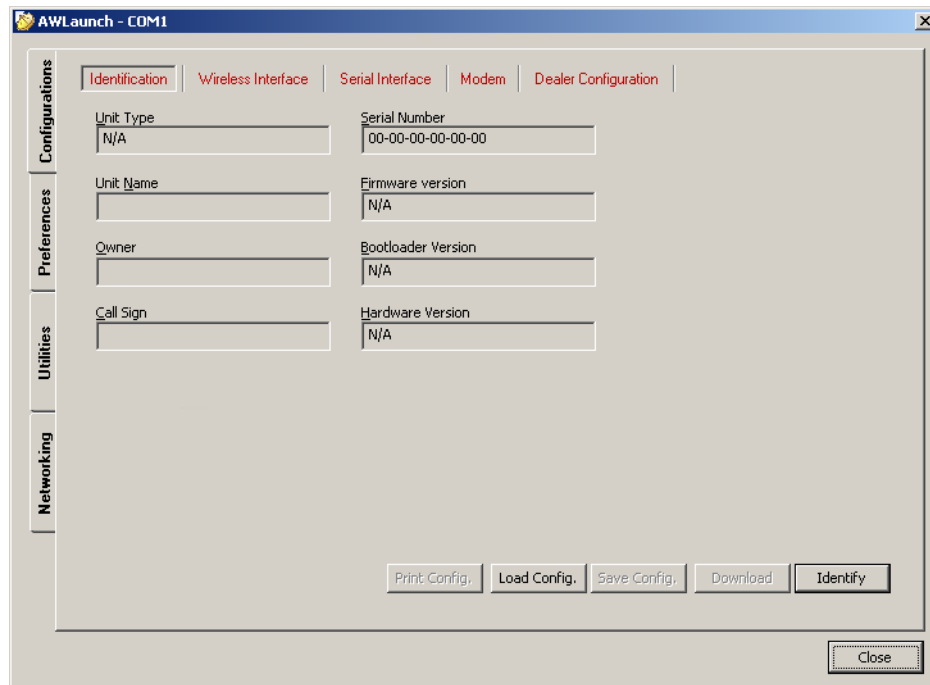 AWLaunch - COM1
Configurations
Preferences
Utilities
Networking
Identification Wireless Interface Serial Interface Modem Dealer Configuration
Unit Type Serial Number
N/A 00-00-00-00-00-00
Unit Name Firmware version
N/A
Owner Bootloader Version
N/A
Call Sign Hardware Version
N/A
Print Config. Load Config. Save Config. Download Identify
Close